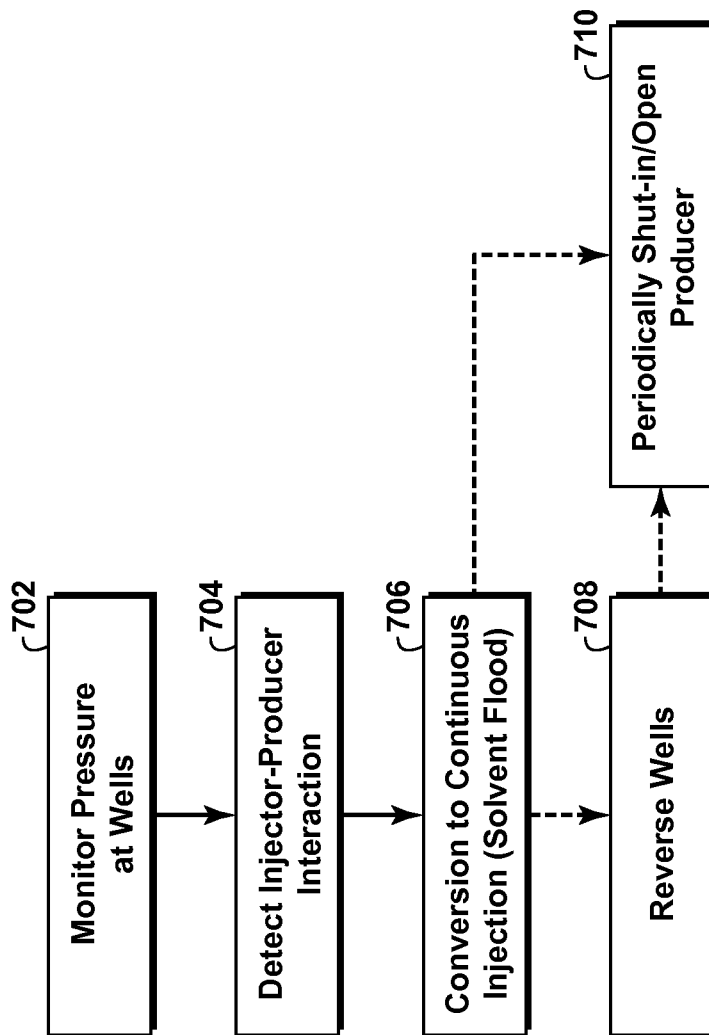 702
Monitor Pressure
at Wells
704
Detect Injector-Producer
Interaction
706
Conversion to Continuous
Injection (Solvent Flood)
708
Reverse Wells
710
Periodically Shut-in/Open
Producer